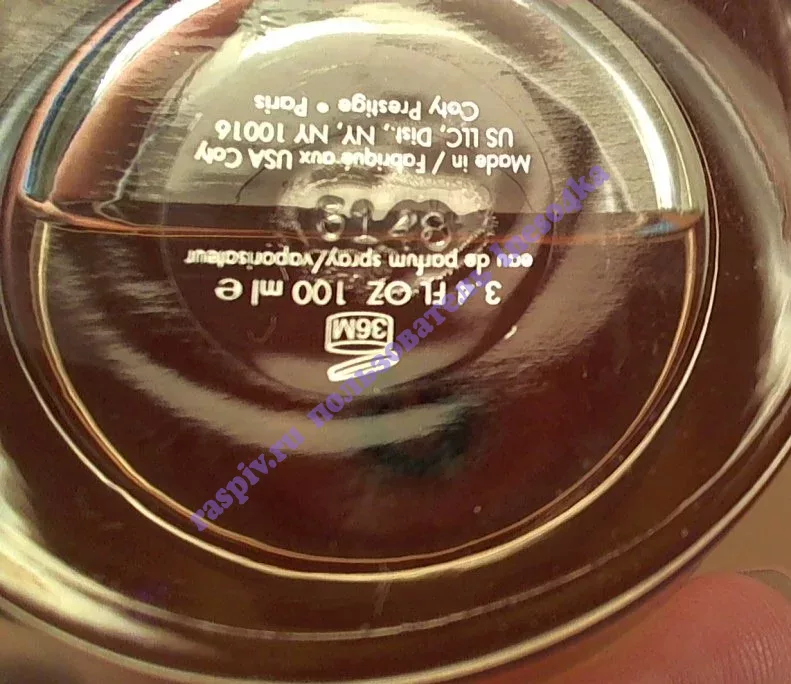 36M
3.4 FL OZ 100 ml e
eau de parfum spray/vaporisateur
Made in / Fabriqué aux USA Coty
US LLC, Dist., NY, NY 10016
Coty Prestige • Paris
raspiv.ru пользователь